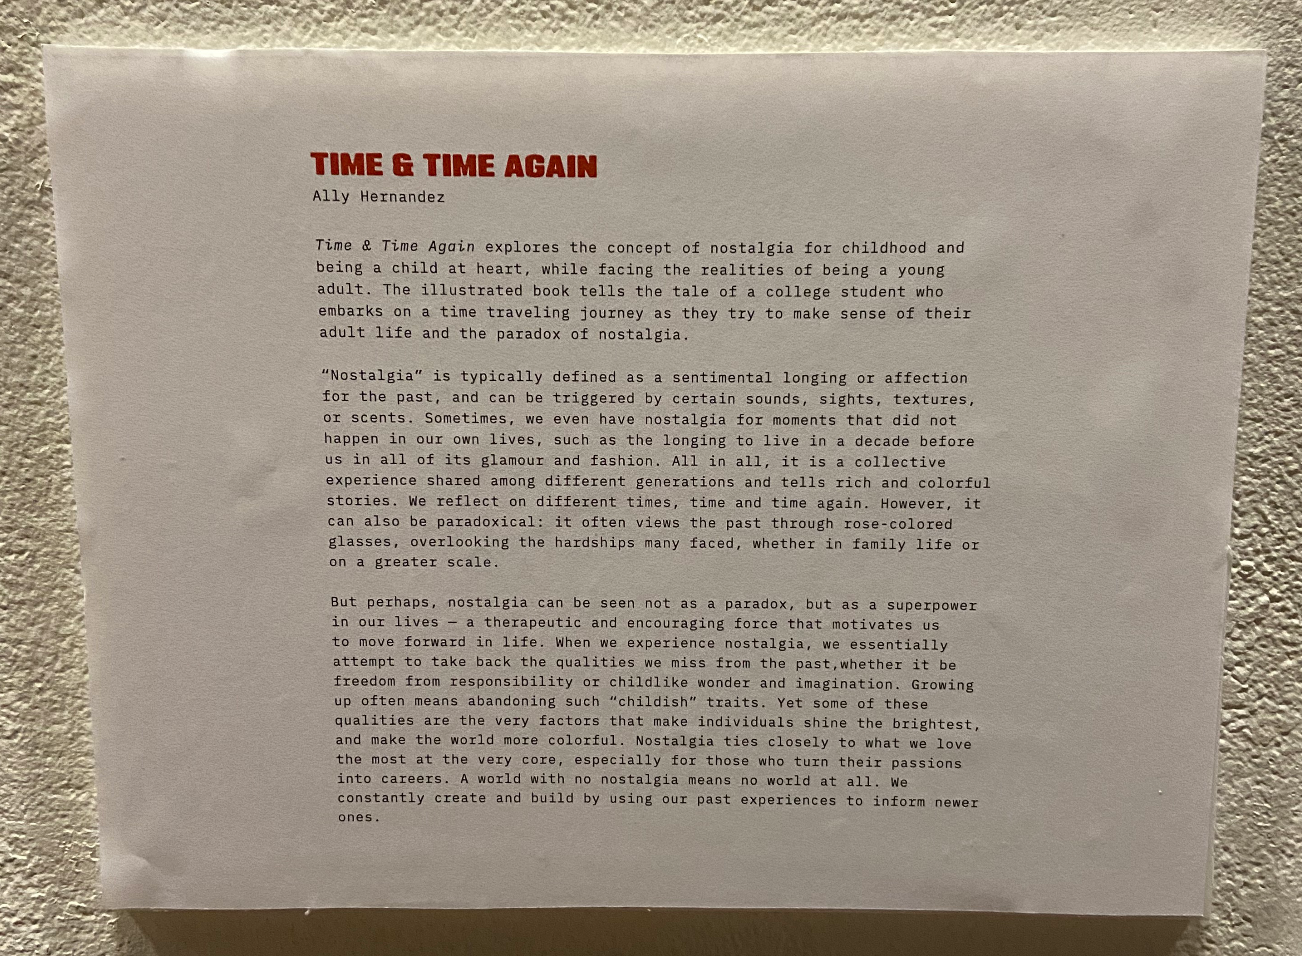 TIME & TIME AGAIN
Ally Hernandez
Time & Time Again explores the concept of nostalgia for childhood and
being a child at heart, while facing the realities of being a young
adult. The illustrated book tells the tale of a college student who
embarks on a time traveling journey as they try to make sense of their
adult life and the paradox of nostalgia.
“Nostalgia” is typically defined as a sentimental longing or affection
for the past, and can be triggered by certain sounds, sights, textures,
or scents. Sometimes, we even have nostalgia for moments that did not
happen in our own lives, such as the longing to live in a decade before
us in all of its glamour and fashion. All in all, it is a collective
experience shared among different generations and tells rich and colorful
stories. We reflect on different times, time and time again. However, it
can also be paradoxical: it often views the past through rose-colored
glasses, overlooking the hardships many faced, whether in family life or
on a greater scale.
But perhaps, nostalgia can be seen not as a paradox, but as a superpower
in our lives — a therapeutic and encouraging force that motivates us
to move forward in life. When we experience nostalgia, we essentially
attempt to take back the qualities we miss from the past,whether it be
freedom from responsibility or childlike wonder and imagination. Growing
up often means abandoning such “childish” traits. Yet some of these
qualities are the very factors that make individuals shine the brightest,
and make the world more colorful. Nostalgia ties closely to what we love
the most at the very core, especially for those who turn their passions
into careers. A world with no nostalgia means no world at all. We
constantly create and build by using our past experiences to inform newer
ones.